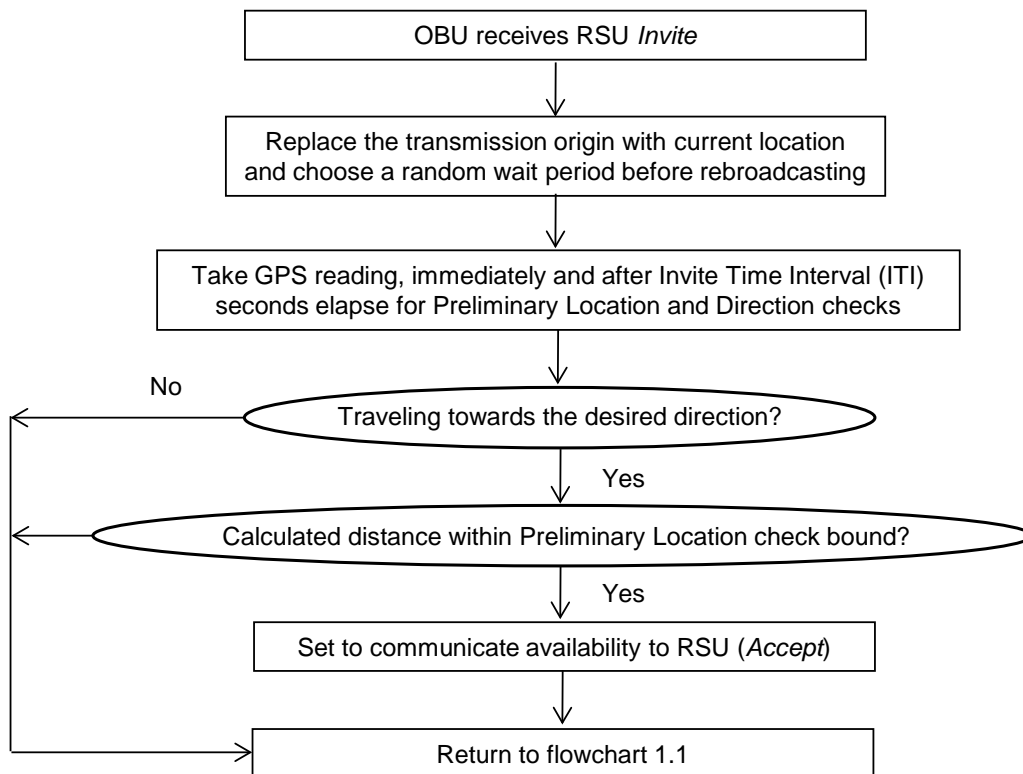 OBU receives RSU Invite
Replace the transmission origin with current location
and choose a random wait period before rebroadcasting
Take GPS reading, immediately and after Invite Time Interval (ITI)
seconds elapse for Preliminary Location and Direction checks
No
Traveling towards the desired direction?
Yes
Calculated distance within Preliminary Location check bound?
Yes
Set to communicate availability to RSU (Accept)
Return to flowchart 1.1